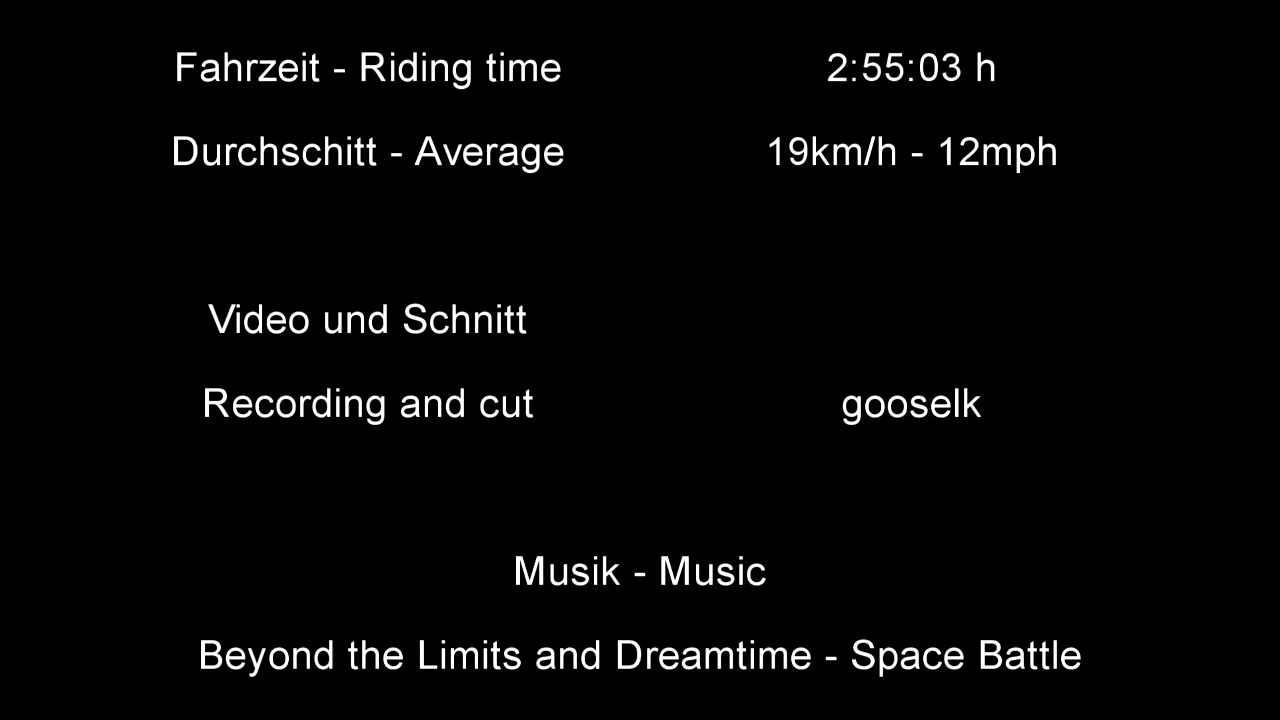 Fahrzeit - Riding time 2:55:03 h
Durchschitt - Average 19km/h - 12mph
Video und Schnitt
Recording and cut gooselk
Musik - Music
Beyond the Limits and Dreamtime - Space Battle